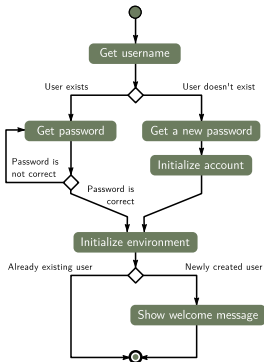 Get username
User exists
User doesn't exist
Get password
Get a new password
Password is
not correct
Initialize account
Password is
correct
Initialize environment
Already existing user
Newly created user
Show welcome message